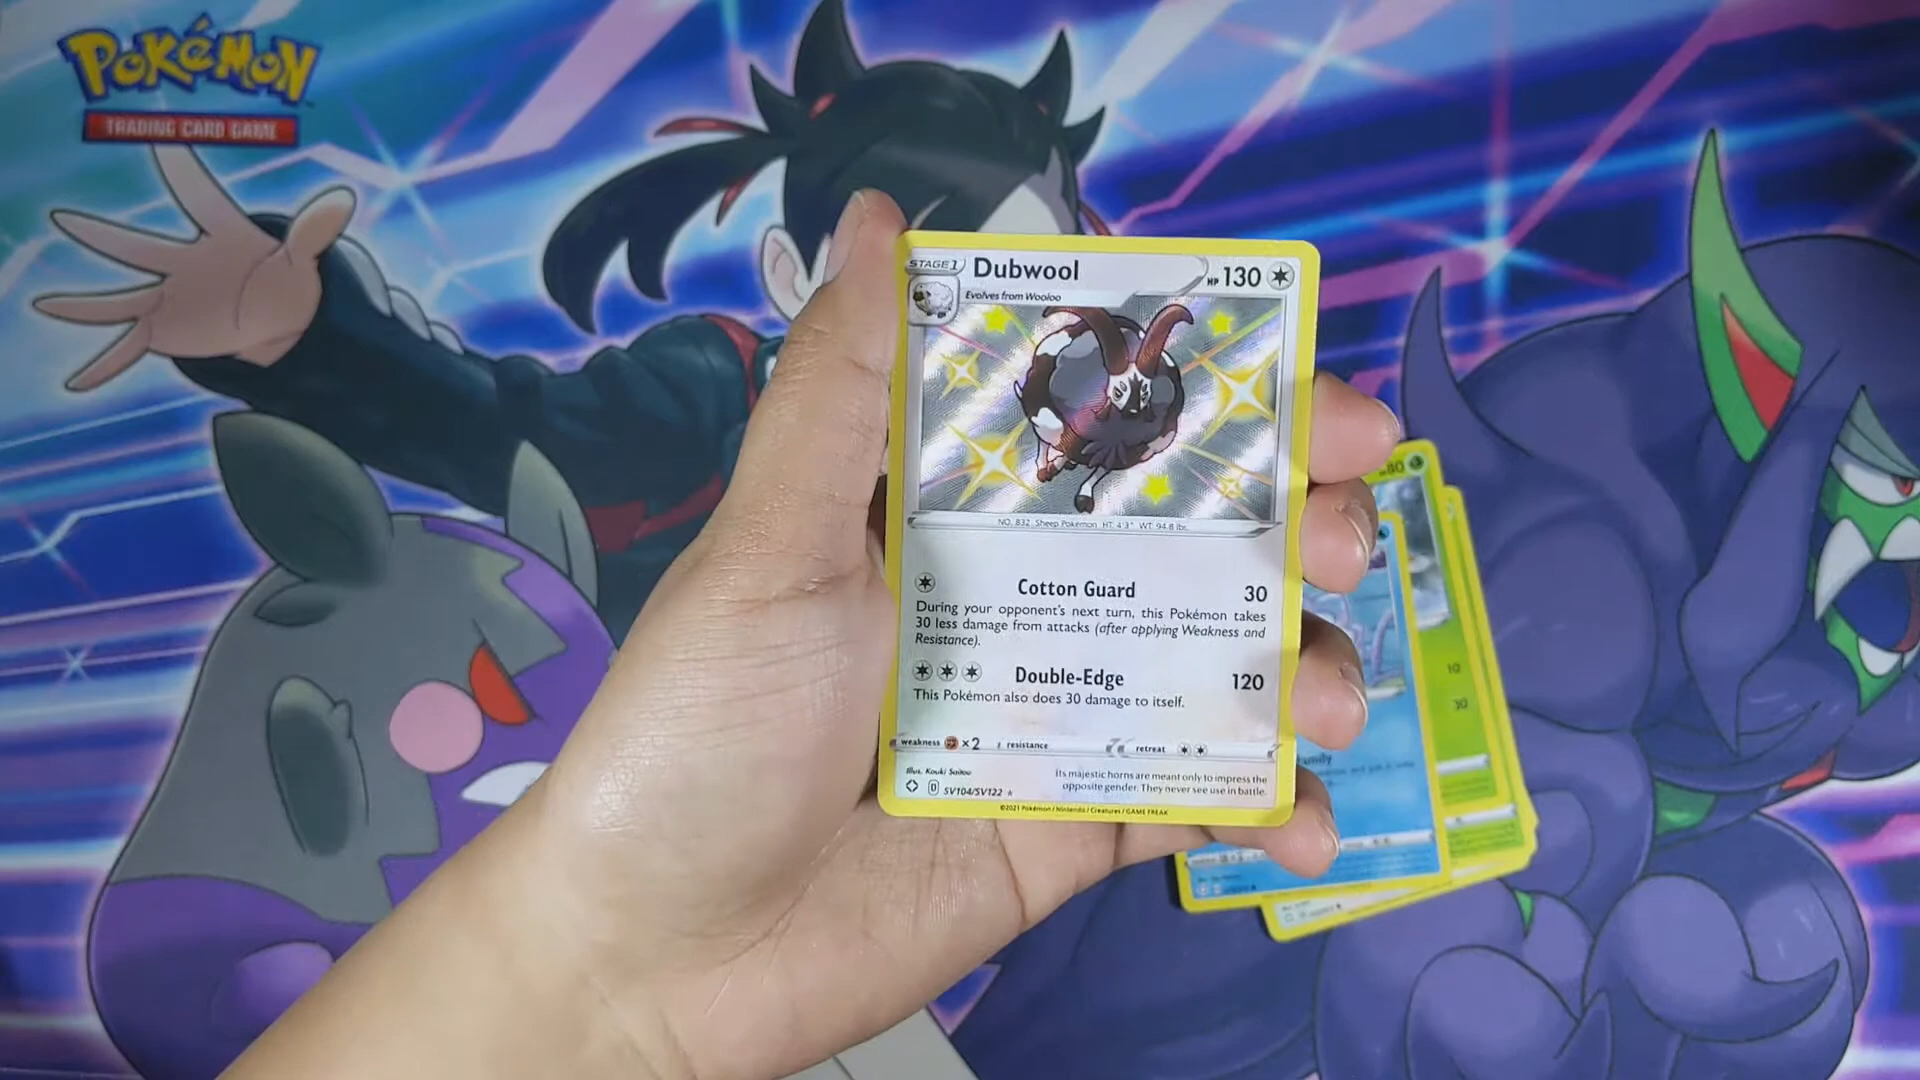 POKéMON
TRADING CARD GAME
STAGE 1
Dubwool
HP 130
Evolves from Wooloo
NO. 832 Sheep Pokémon HT: 4'3" WT: 94.8 lbs.
Cotton Guard 30
During your opponent's next turn, this Pokémon takes
30 less damage from attacks (after applying Weakness and
Resistance).
Double-Edge 120
This Pokémon also does 30 damage to itself.
weakness ×2 resistance retreat
Illus. Kouki Saitou
D SV104/SV122
Its majestic horns are meant only to impress the
opposite gender. They never see use in battle.
©2021 Pokémon / Nintendo / Creatures / GAME FREAK
80
10
30